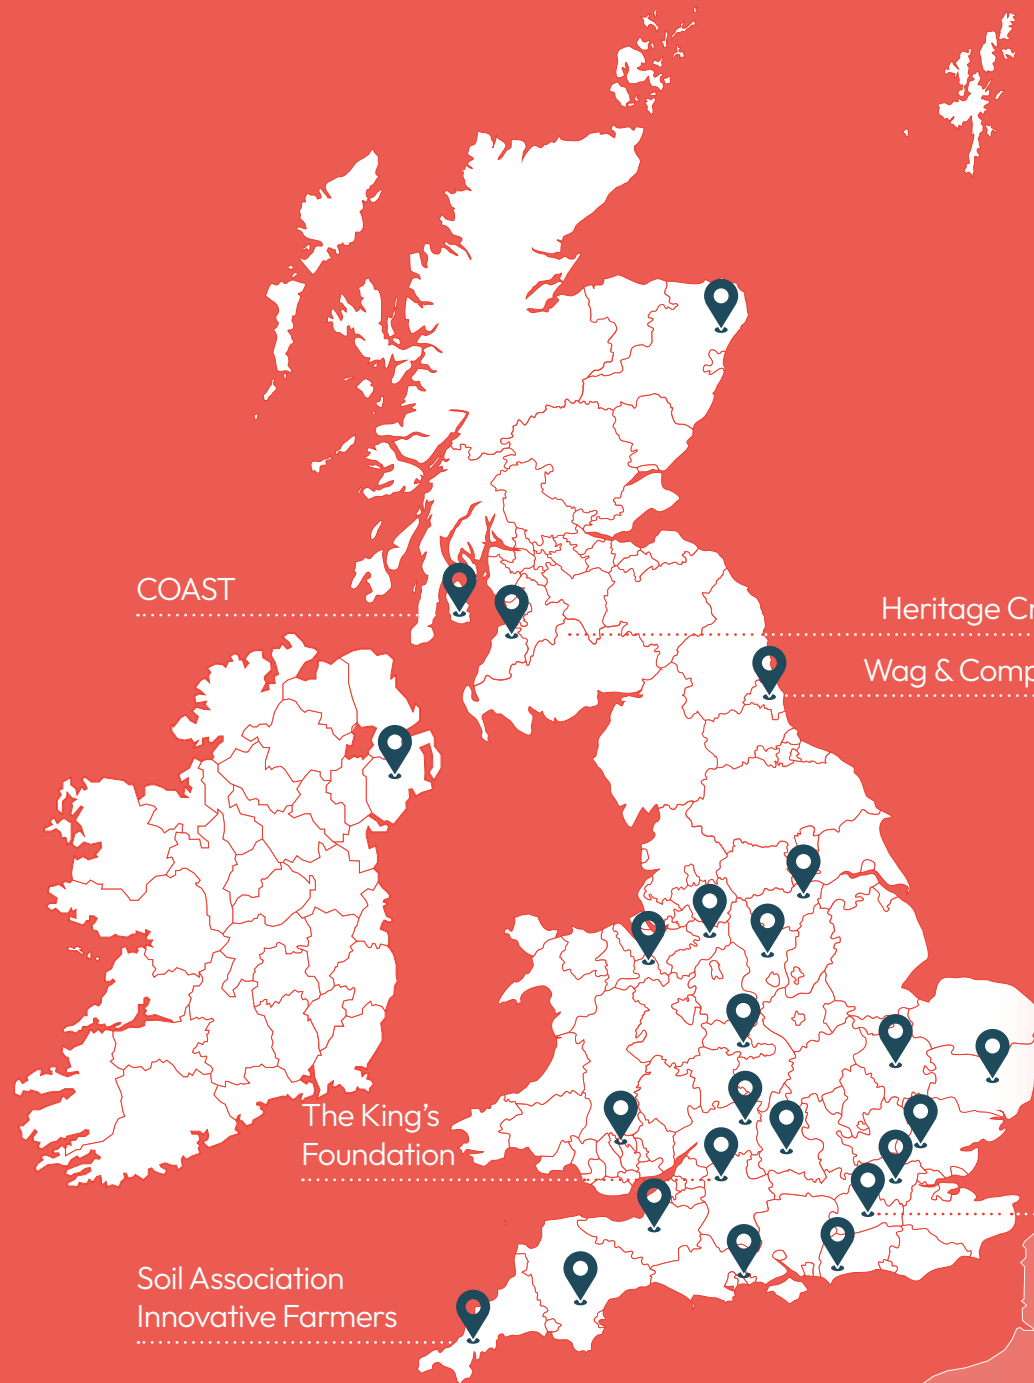 COAST
Heritage Cr
Wag & Comp
The King's
Foundation
Soil Association
Innovative Farmers